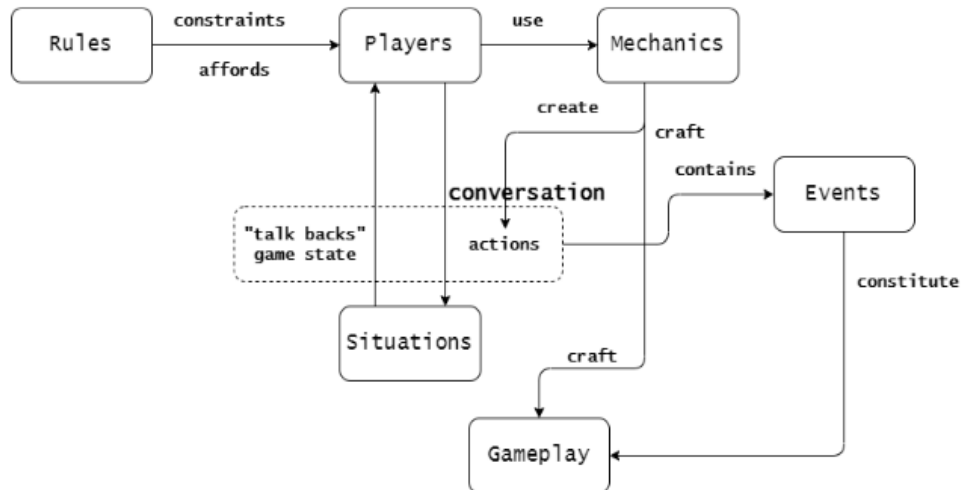 constraints
use
Rules
Players
Mechanics
affords
create
craft
contains
conversation
Events
"talk backs"
game state
actions
constitute
Situations
craft
Gameplay